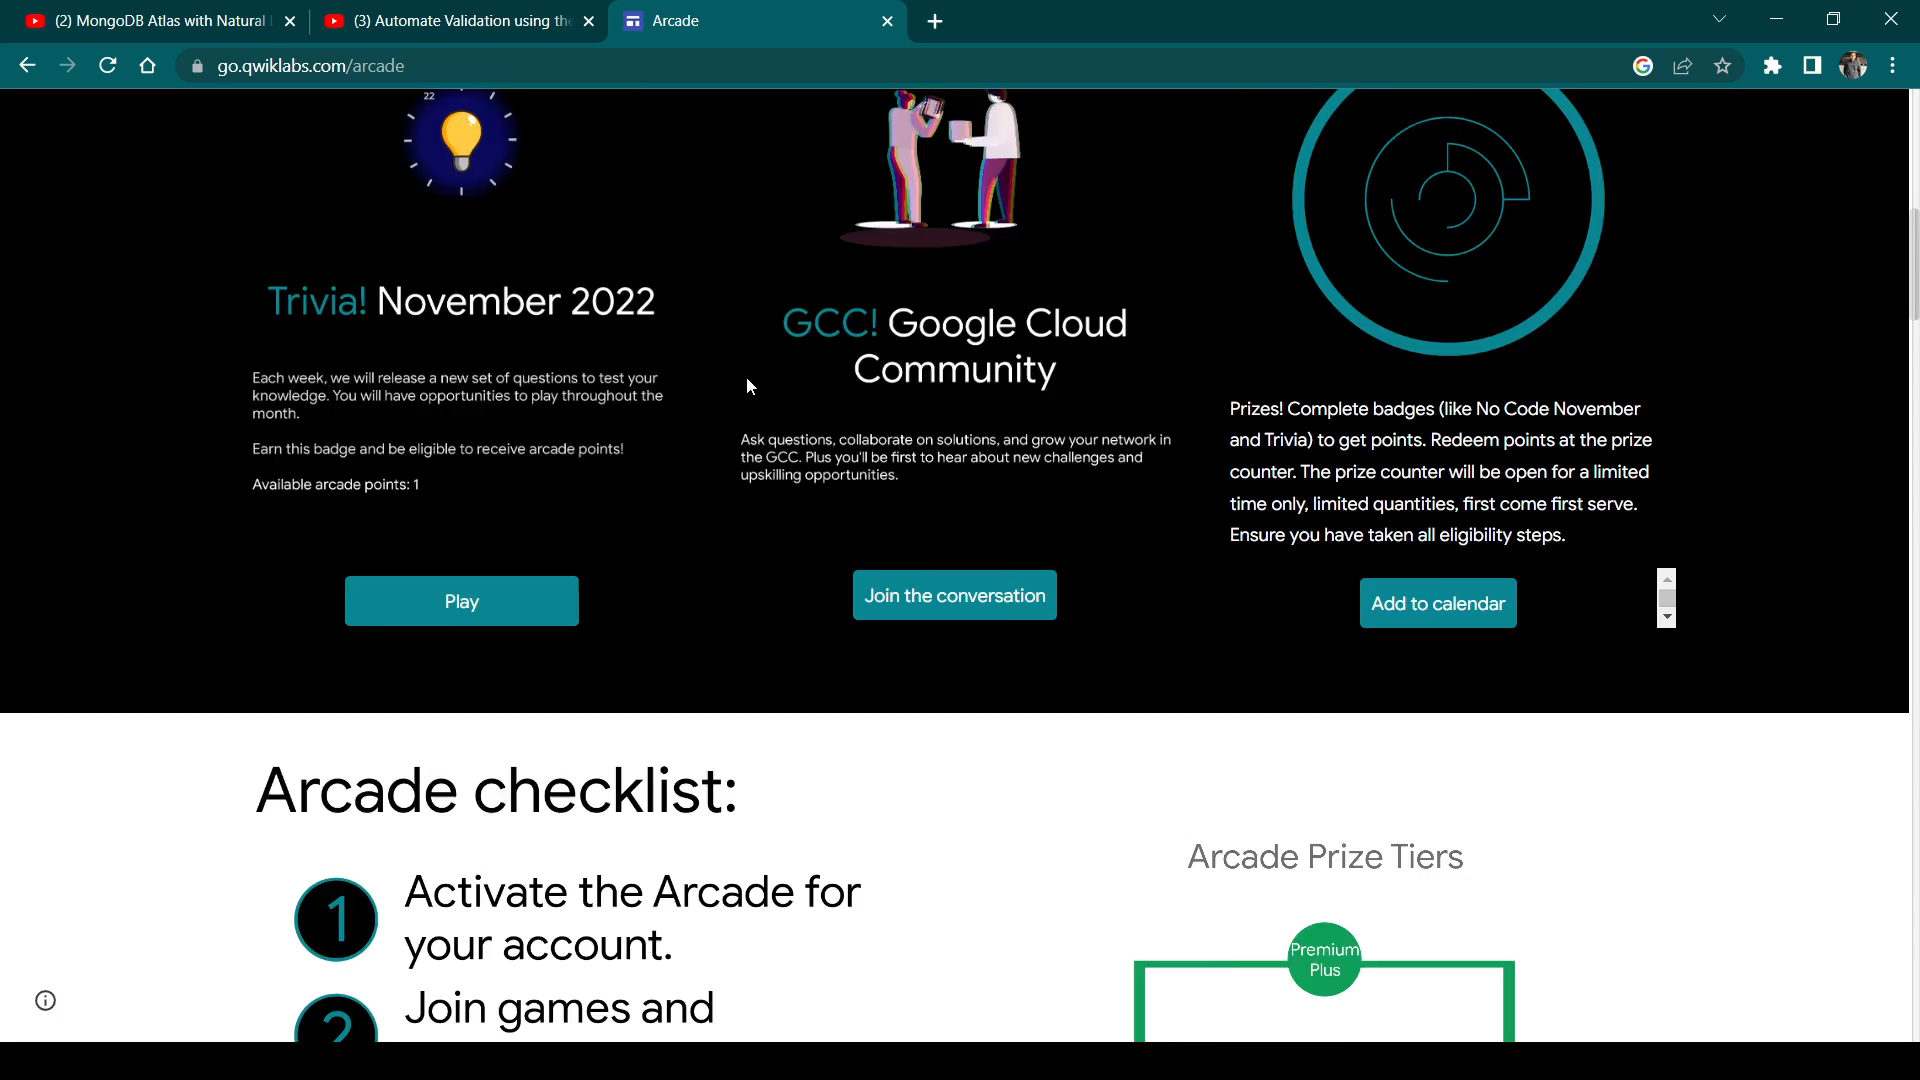 (2) MongoDB Atlas with Natural
(3) Automate Validation using the
Arcade
go.qwiklabs.com/arcade
22
Trivia! November 2022
Each week, we will release a new set of questions to test your
knowledge. You will have opportunities to play throughout the
month.
Earn this badge and be eligible to receive arcade points!
Available arcade points: 1
Play
GCC! Google Cloud
Community
Ask questions, collaborate on solutions, and grow your network in
the GCC. Plus you'll be first to hear about new challenges and
upskilling opportunities.
Join the conversation
Prizes! Complete badges (like No Code November
and Trivia) to get points. Redeem points at the prize
counter. The prize counter will be open for a limited
time only, limited quantities, first come first serve.
Ensure you have taken all eligibility steps.
Add to calendar
Arcade checklist:
1 Activate the Arcade for
your account.
2 Join games and
Arcade Prize Tiers
Premium
Plus